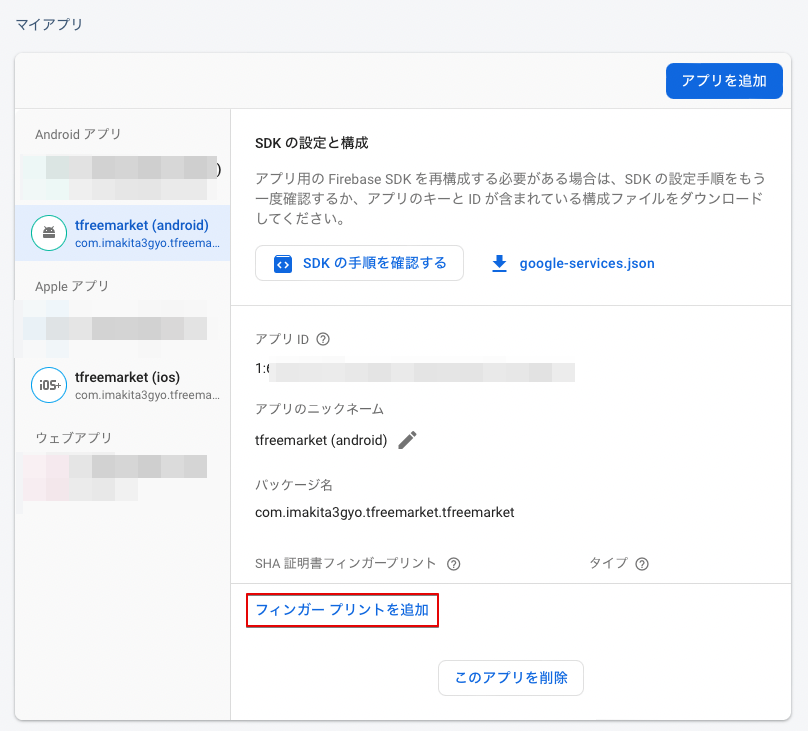 マイアプリ
アプリを追加
Android アプリ
)
tfreemarket (android)
com.imakita3gyo.tfreema...
Apple アプリ
iOS+
tfreemarket (ios)
com.imakita3gyo.tfreema...
ウェブアプリ
SDK の設定と構成
アプリ用の Firebase SDK を再構成する必要がある場合は、SDK の設定手順をもう
一度確認するか、アプリのキーと ID が含まれている構成ファイルをダウンロード
してください。
SDK の手順を確認する
google-services.json
アプリ ID
1:6
アプリのニックネーム
tfreemarket (android)
パッケージ名
com.imakita3gyo.tfreemarket.tfreemarket
SHA 証明書フィンガープリント タイプ
フィンガー プリントを追加
このアプリを削除